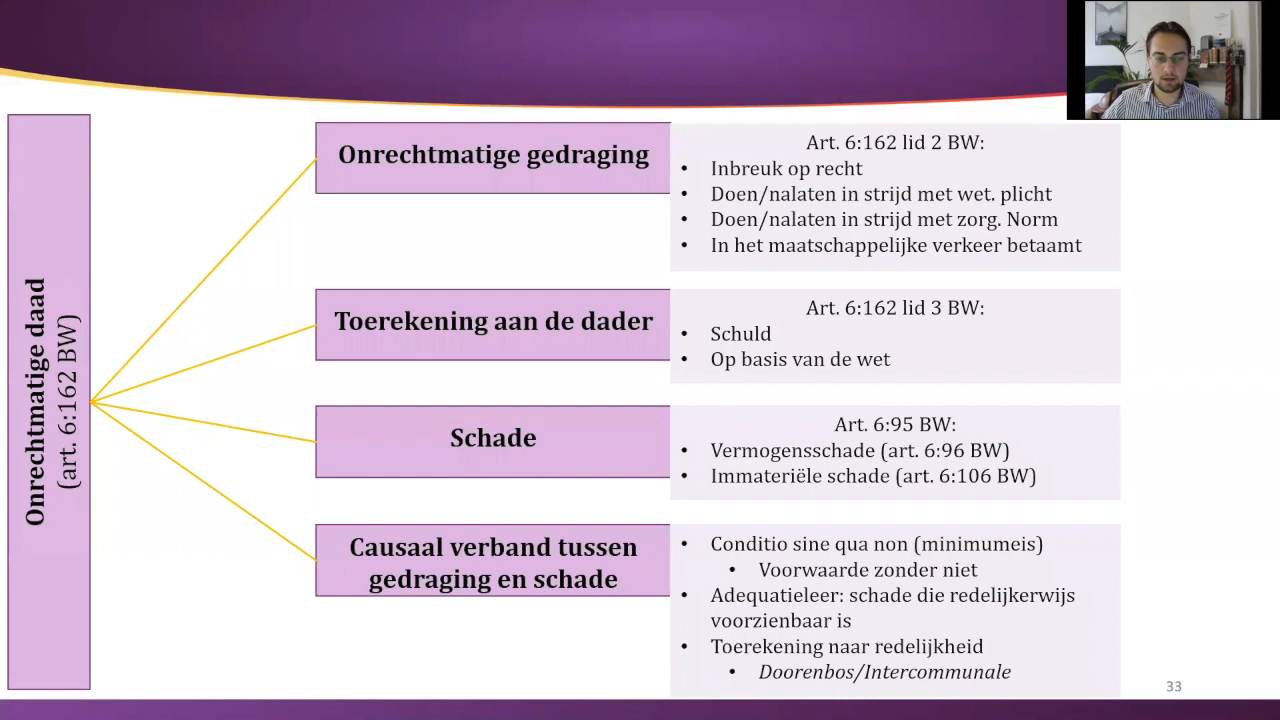 Onrechtmatige daad
(art. 6:162 BW)
Onrechtmatige gedraging
Art. 6:162 lid 2 BW:
• Inbreuk op recht
• Doen/nalaten in strijd met wet. plicht
• Doen/nalaten in strijd met zorg. Norm
• In het maatschappelijke verkeer betaamt
Toerekening aan de dader
Art. 6:162 lid 3 BW:
• Schuld
• Op basis van de wet
Schade
Art. 6:95 BW:
• Vermogensschade (art. 6:96 BW)
• Immateriële schade (art. 6:106 BW)
Causaal verband tussen
gedraging en schade
• Conditio sine qua non (minimumeis)
• Voorwaarde zonder niet
• Adequatieleer: schade die redelijkerwijs
voorzienbaar is
• Toerekening naar redelijkheid
• Doorenbos/Intercommunale
33